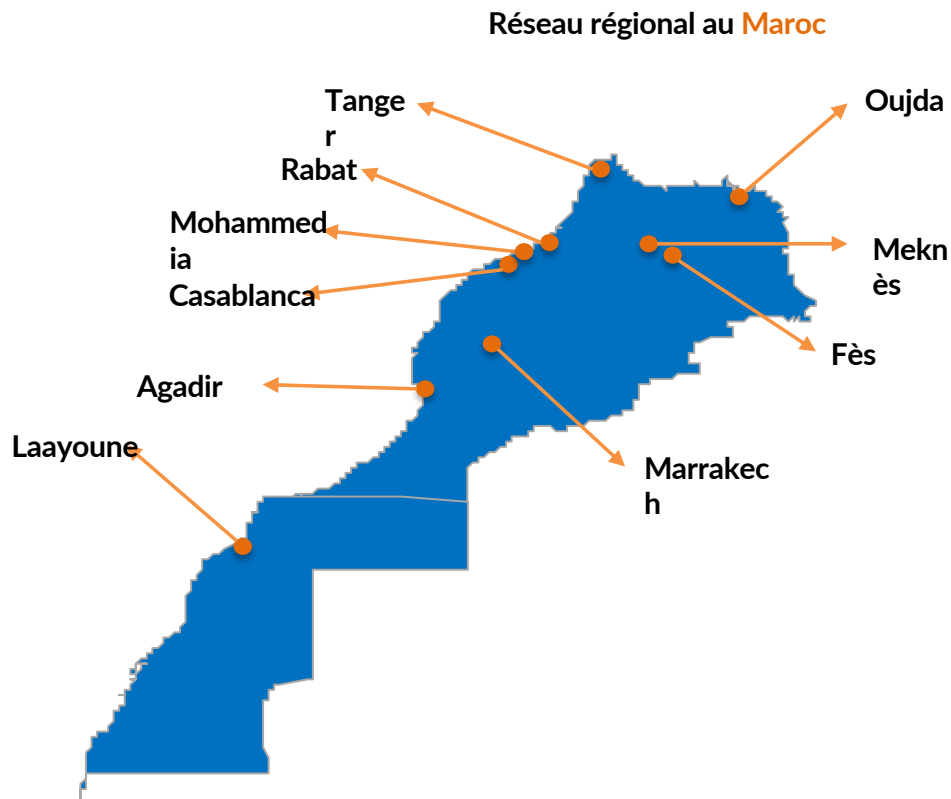 Réseau régional au Maroc
Tange
r
Oujda
Rabat
Mohammed
ia
Mekn
ès
Casablanca
Fès
Agadir
Laayoune
Marrakec
h